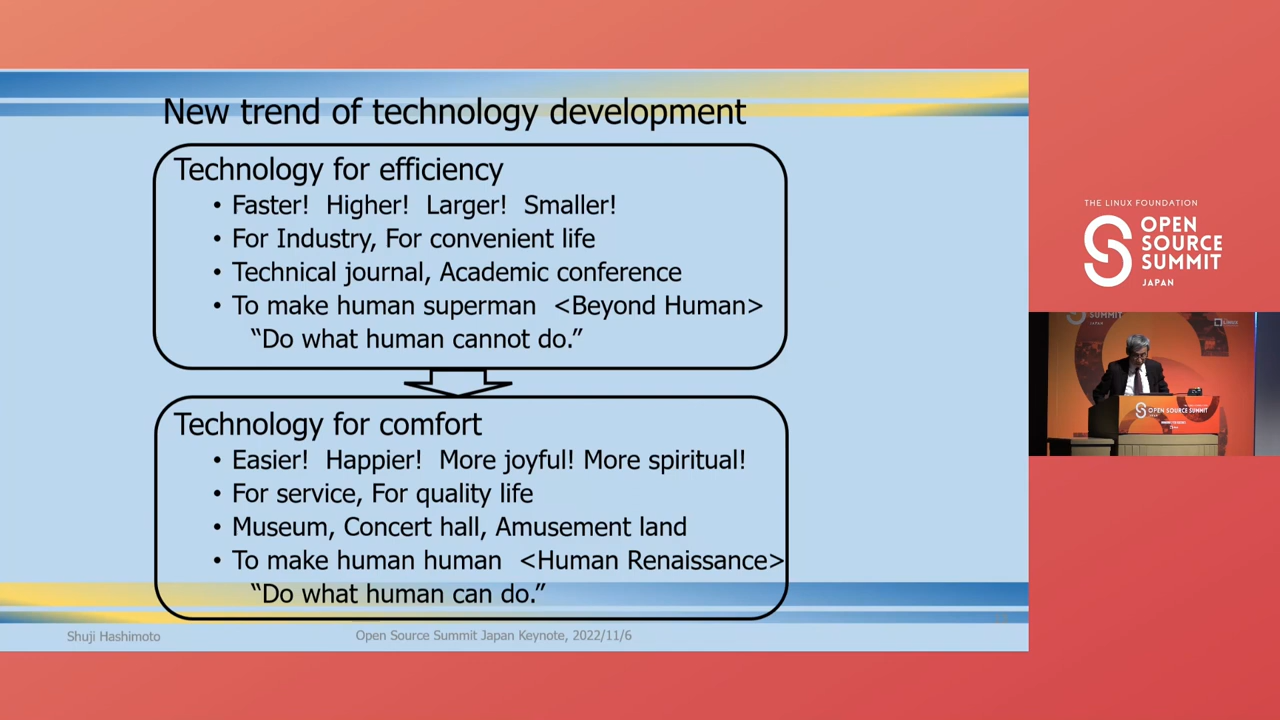 New trend of technology development
Technology for efficiency
• Faster! Higher! Larger! Smaller!
• For Industry, For convenient life
• Technical journal, Academic conference
• To make human superman <Beyond Human>
“Do what human cannot do.”
Technology for comfort
• Easier! Happier! More joyful! More spiritual!
• For service, For quality life
• Museum, Concert hall, Amusement land
• To make human human <Human Renaissance>
“Do what human can do.”
Shuji Hashimoto
Open Source Summit Japan Keynote, 2022/11/6
THE LINUX FOUNDATION
OPEN
SOURCE
SUMMIT
JAPAN
SUMMIT
OPEN SOURCE SUMMIT